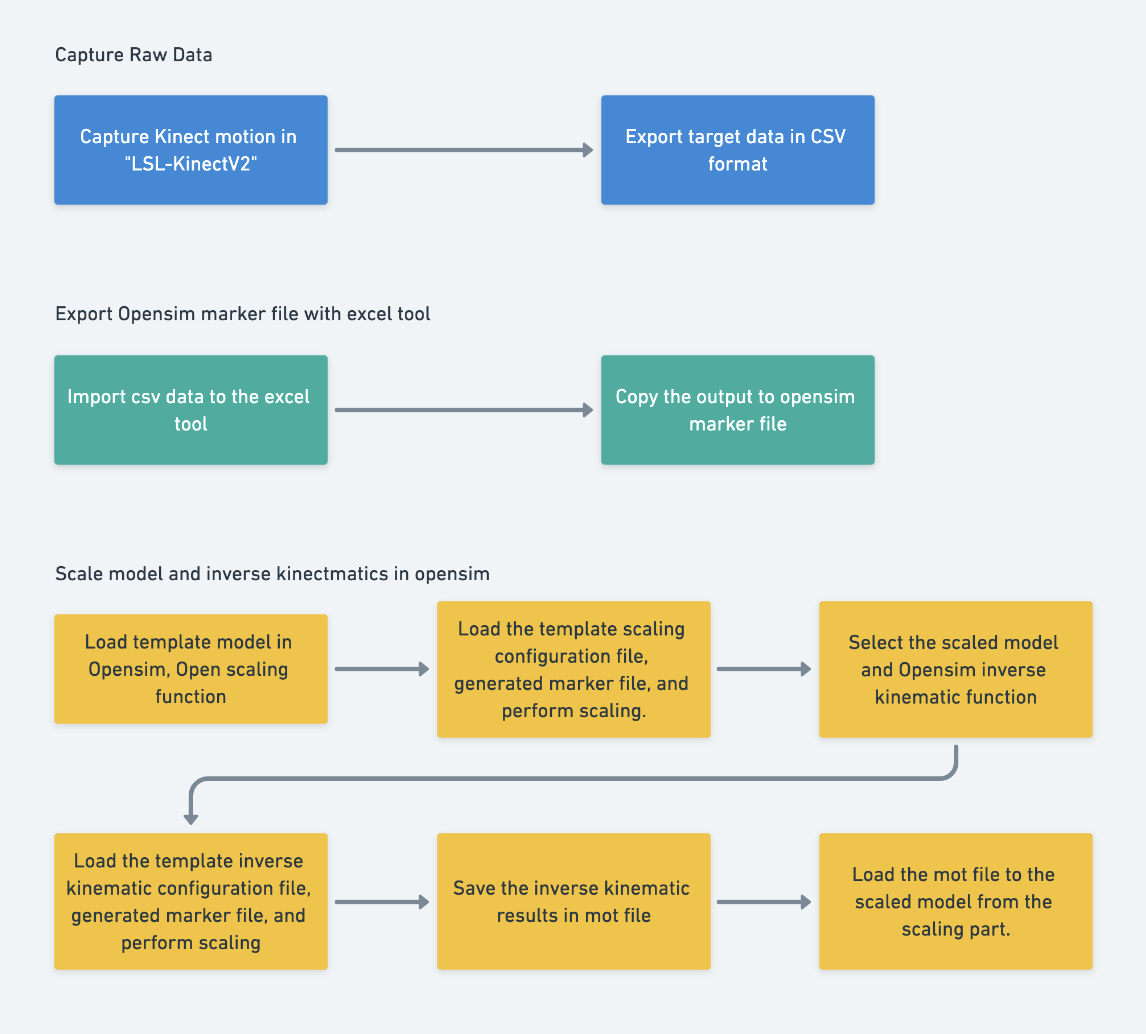 Capture Raw Data
Capture Kinect motion in
"LSL-KinectV2"
Export target data in CSV
format
Export Opensim marker file with excel tool
Import csv data to the excel
tool
Copy the output to opensim
marker file
Scale model and inverse kinectmatics in opensim
Load template model in
Opensim, Open scaling
function
Load the template scaling
configuration file,
generated marker file, and
perform scaling.
Select the scaled model
and Opensim inverse
kinematic function
Load the template inverse
kinematic configuration file,
generated marker file, and
perform scaling
Save the inverse kinematic
results in mot file
Load the mot file to the
scaled model from the
scaling part.